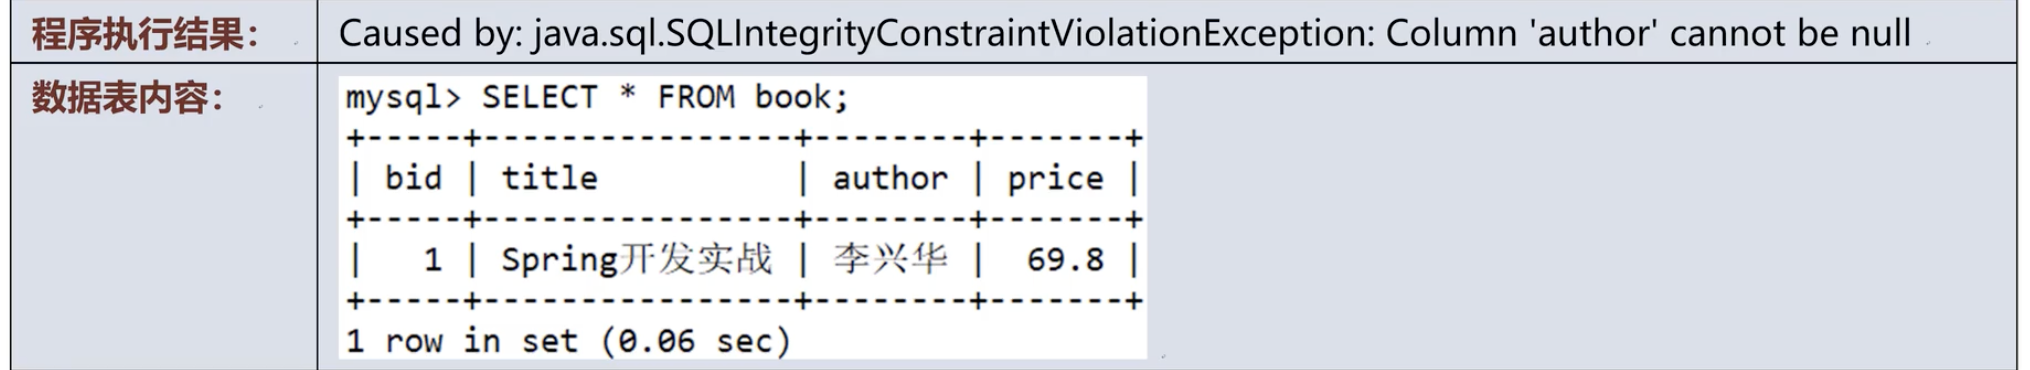 程序执行结果： Caused by: java.sql.SQLIntegrityConstraintViolationException: Column 'author' cannot be null
数据表内容：
mysql> SELECT * FROM book;
+-----+----------------+--------+-------+
| bid | title          | author | price |
+-----+----------------+--------+-------+
|   1 | Spring开发实战 | 李兴华 |  69.8 |
+-----+----------------+--------+-------+
1 row in set (0.06 sec)